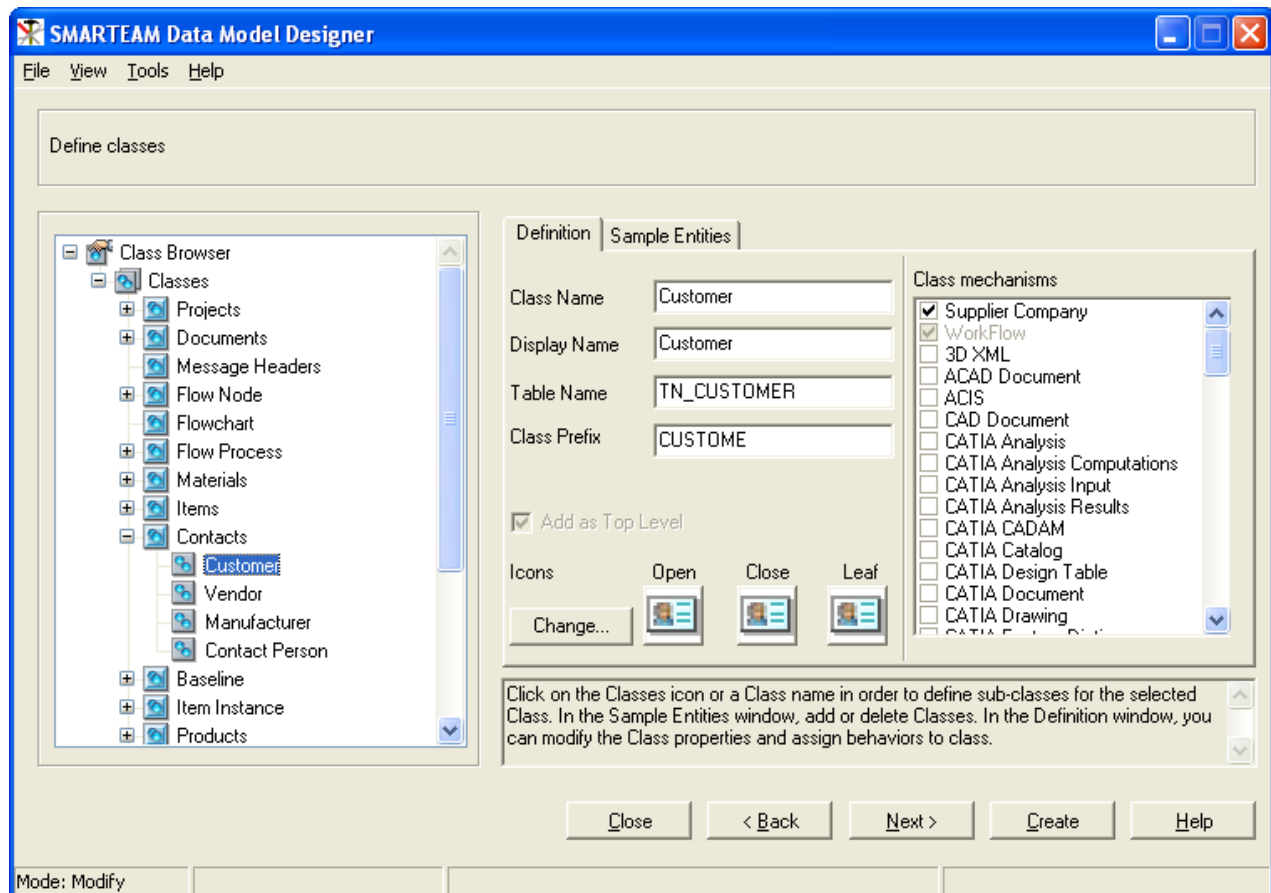 SMARTEAM Data Model Designer
File View Tools Help
Define classes
Class Browser
Classes
Projects
Documents
Message Headers
Flow Node
Flowchart
Flow Process
Materials
Items
Contacts
Customer
Vendor
Manufacturer
Contact Person
Baseline
Item Instance
Products
Definition
Sample Entities
Class Name
Customer
Display Name
Customer
Table Name
TN_CUSTOMER
Class Prefix
CUSTOME
Add as Top Level
Icons
Open
Close
Leaf
Change...
Class mechanisms
Supplier Company
WorkFlow
3D XML
ACAD Document
ACIS
CAD Document
CATIA Analysis
CATIA Analysis Computations
CATIA Analysis Input
CATIA Analysis Results
CATIA CADAM
CATIA Catalog
CATIA Design Table
CATIA Document
CATIA Drawing
Click on the Classes icon or a Class name in order to define sub-classes for the selected
Class. In the Sample Entities window, add or delete Classes. In the Definition window, you
can modify the Class properties and assign behaviors to class.
Close
< Back
Next >
Create
Help
Mode: Modify